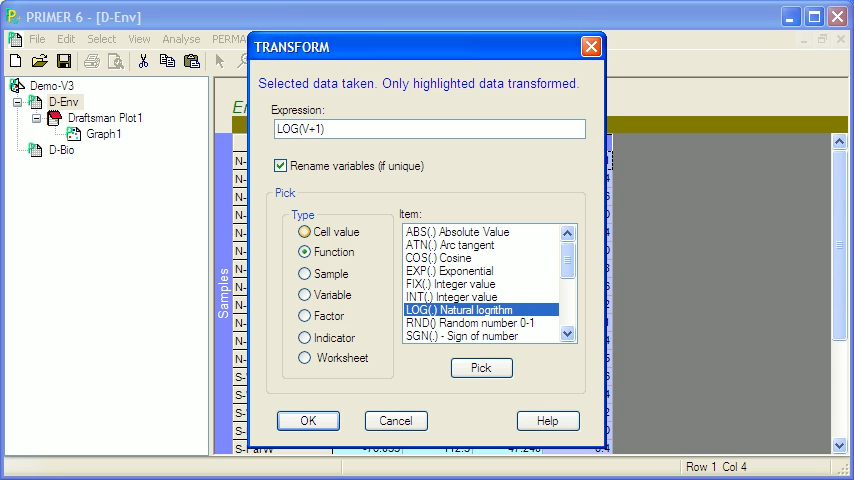 PRIMER 6 - [D-Env]
File Edit Select View Analyse PERMA
Demo-V3
D-Env
Draftsman Plot1
Graph1
D-Bio
TRANSFORM
Selected data taken. Only highlighted data transformed.
Expression:
LOG(V+1)
Rename variables (if unique)
Pick
Type
Cell value
Function
Sample
Variable
Factor
Indicator
Worksheet
Item:
ABS(.) Absolute Value
ATN(.) Arc tangent
COS(.) Cosine
EXP(.) Exponential
FIX(.) Integer value
INT(.) Integer value
LOG(.) Natural logrithm
RND() Random number 0-1
SGN(.) - Sign of number
Pick
OK
Cancel
Help
Samples
Row 1 Col 4